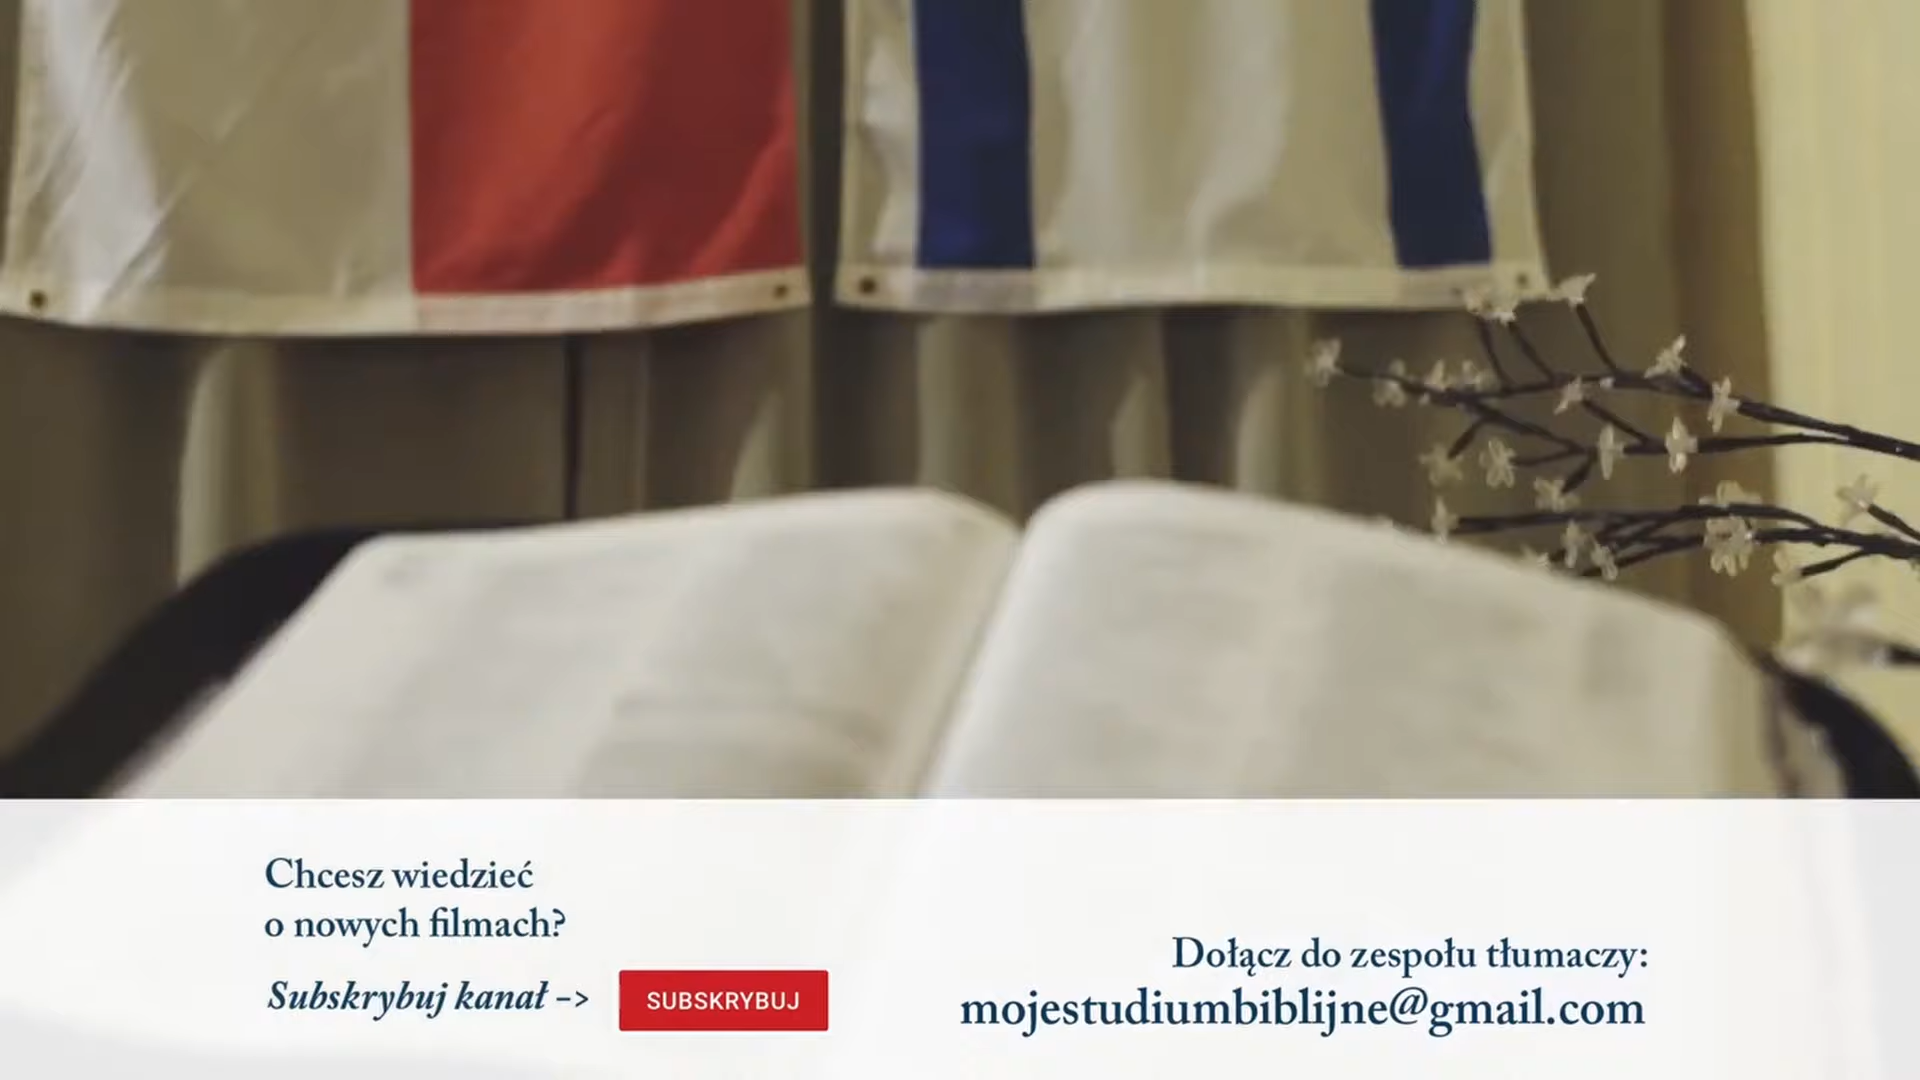 Chcesz wiedzieć
o nowych filmach?
Subskrybuj kanał –>
SUBSKRYBUJ
Dołącz do zespołu tłumaczy:
mojestudiumbiblijne@gmail.com